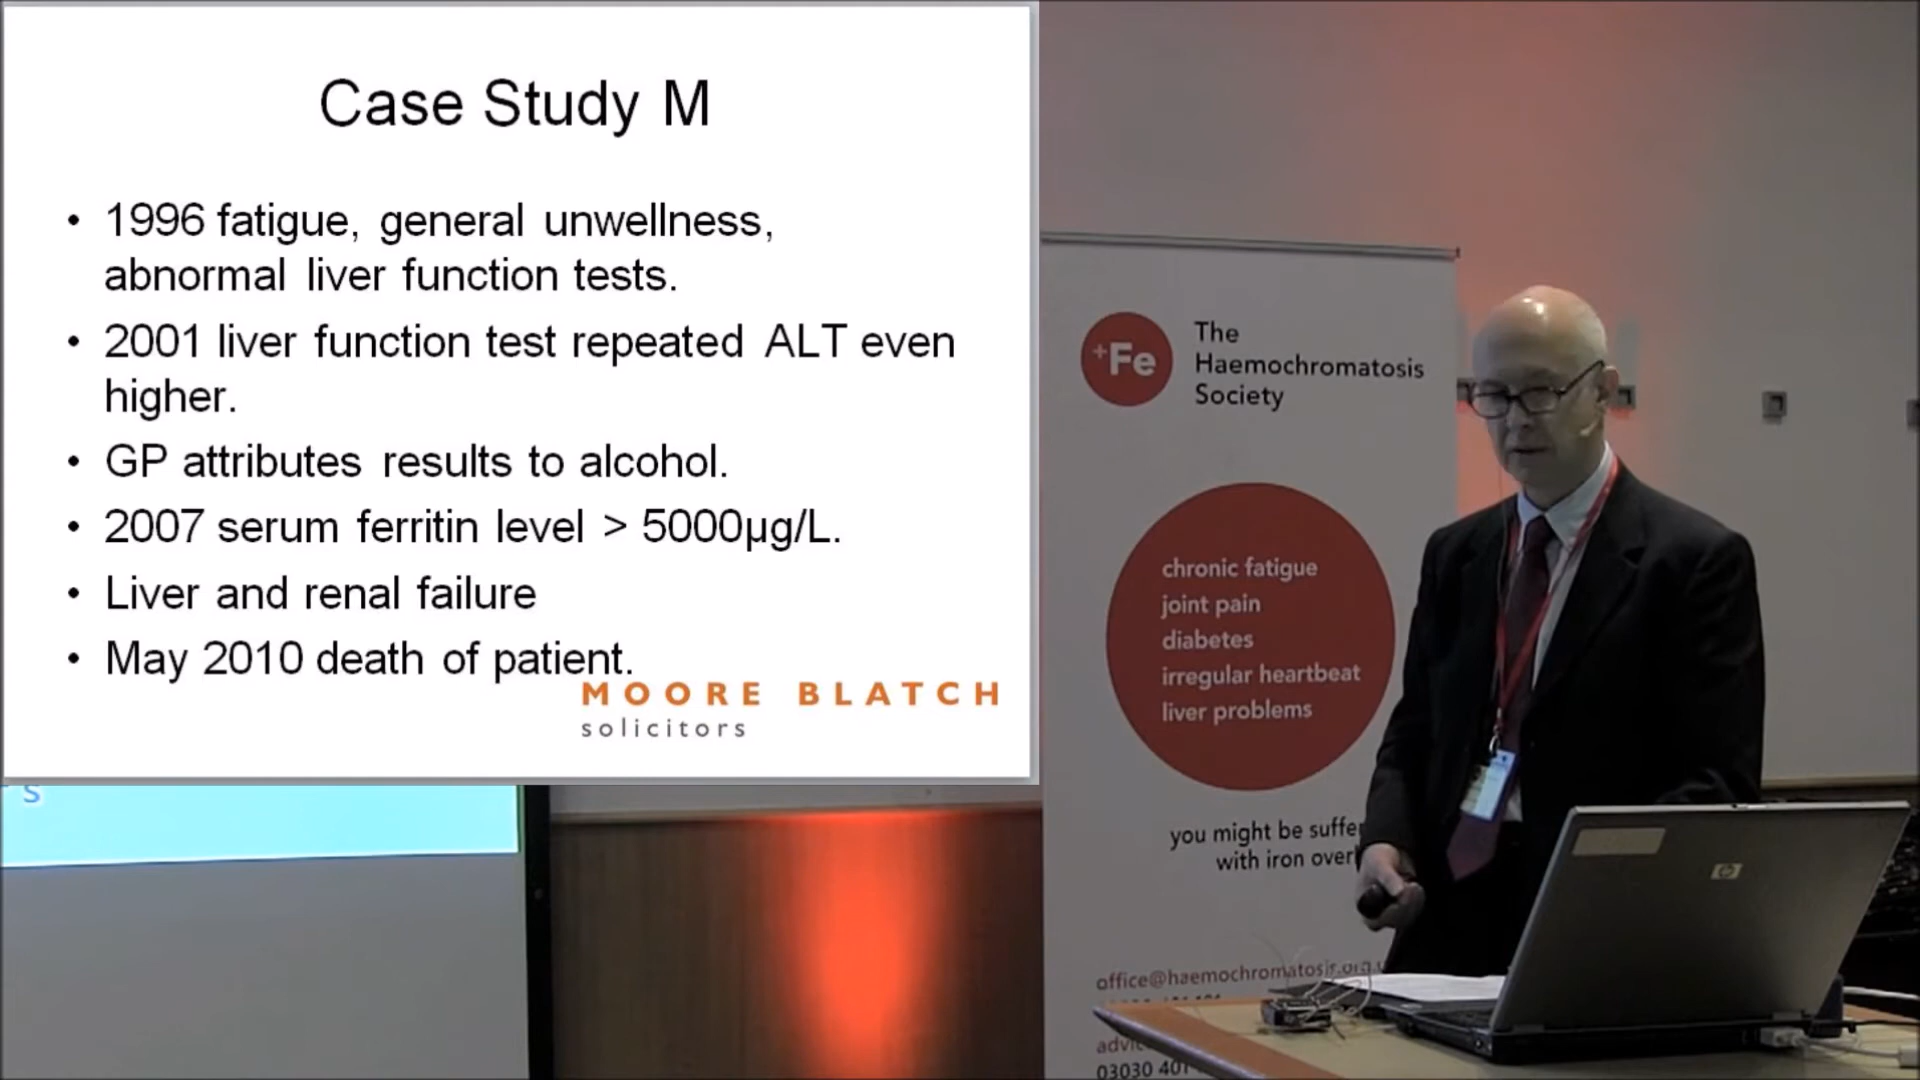 Case Study M
• 1996 fatigue, general unwellness,
abnormal liver function tests.
• 2001 liver function test repeated ALT even
higher.
• GP attributes results to alcohol.
• 2007 serum ferritin level > 5000µg/L.
• Liver and renal failure
• May 2010 death of patient.
MOORE BLATCH
solicitors
s
+Fe
The
Haemochromatosis
Society
chronic fatigue
joint pain
diabetes
irregular heartbeat
liver problems
you might be
with iron
office@haemochromatosis.org.
03030 401
hp